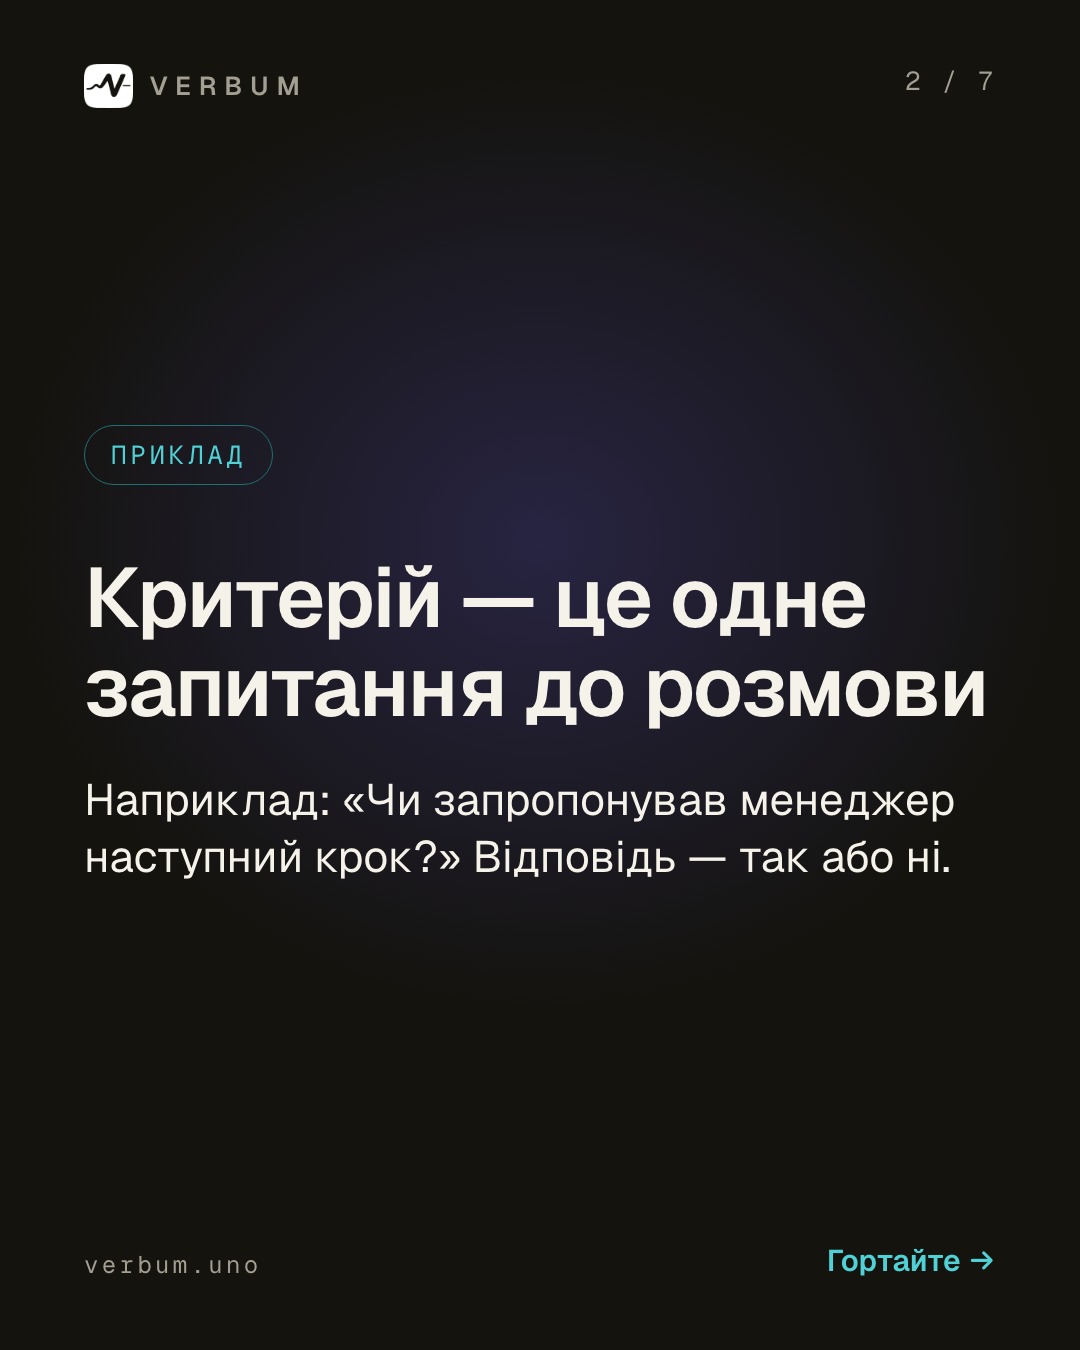 VERBUM
2 / 7
ПРИКЛАД
Критерій — це одне
запитання до розмови
Наприклад: «Чи запропонував менеджер
наступний крок?» Відповідь — так або ні.
verbum.uno
Гортайте →